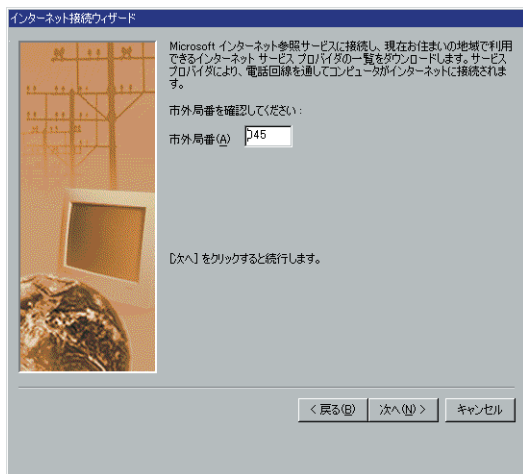 インターネット接続ウィザード
Microsoft インターネット参照サービスに接続し、現在お住まいの地域で利用
できるインターネット サービス プロバイダの一覧をダウンロードします。サービス
プロバイダにより、電話回線を通してコンピュータがインターネットに接続されま
す。
市外局番を確認してください :
市外局番(A) 045
[次へ] をクリックすると続行します。
< 戻る(B) 次へ(N) > キャンセル